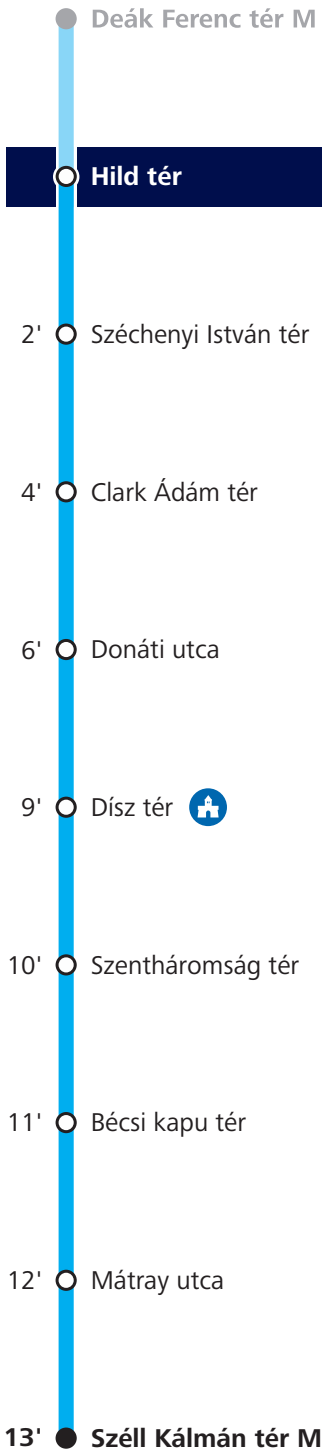 Deák Ferenc tér M
Hild tér
2' Széchenyi István tér
4' Clark Ádám tér
6' Donáti utca
9' Dísz tér
10' Szentháromság tér
11' Bécsi kapu tér
12' Mátray utca
13' Széll Kálmán tér M